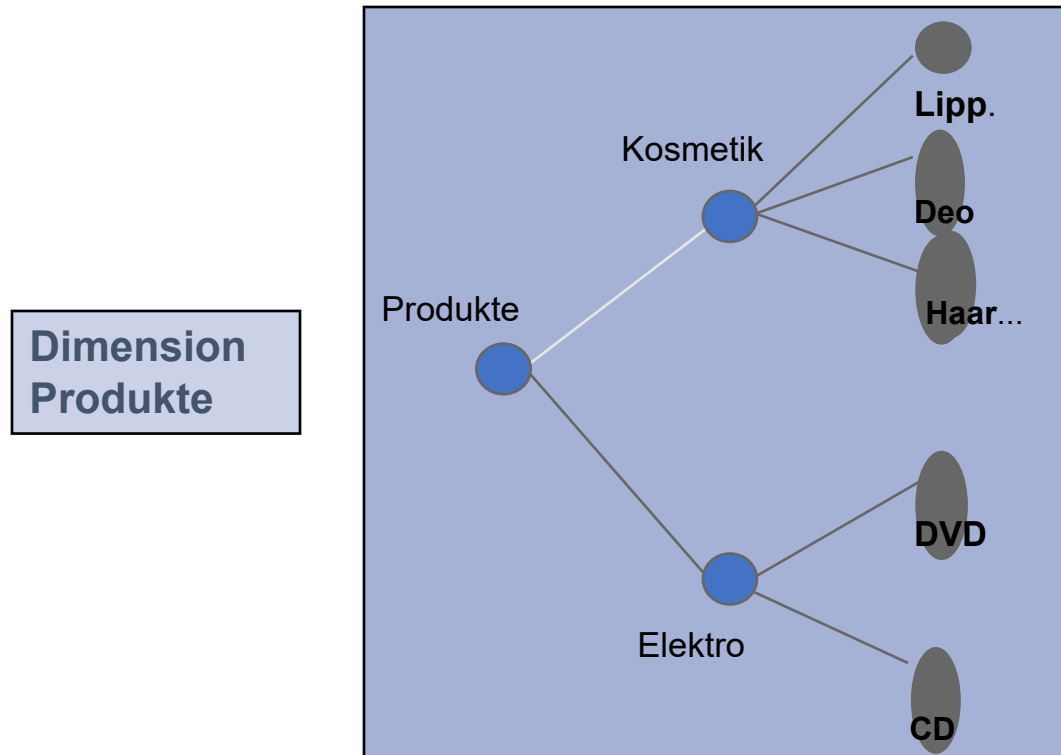 Dimension
Produkte
Produkte
Kosmetik
Lipp.
Deo
Haar...
Elektro
DVD
CD